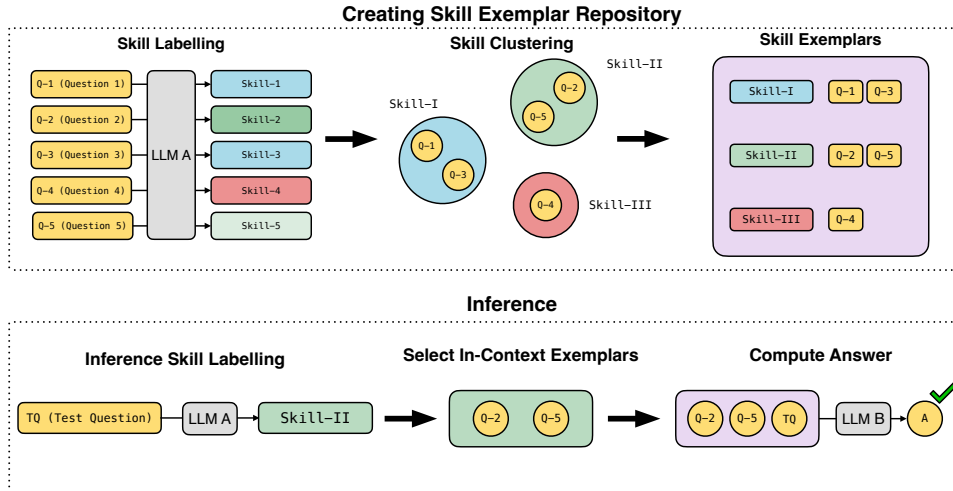 Creating Skill Exemplar Repository
Skill Labelling
Q-1 (Question 1)
Q-2 (Question 2)
Q-3 (Question 3)
Q-4 (Question 4)
Q-5 (Question 5)
LLM A
Skill-1
Skill-2
Skill-3
Skill-4
Skill-5
Skill Clustering
Skill-I
Q-1
Q-3
Skill-II
Q-2
Q-5
Q-4
Skill-III
Skill Exemplars
Skill-I Q-1 Q-3
Skill-II Q-2 Q-5
Skill-III Q-4
Inference
Inference Skill Labelling
TQ (Test Question) LLM A Skill-II
Select In-Context Exemplars
Q-2 Q-5
Compute Answer
Q-2 Q-5 TQ LLM B A